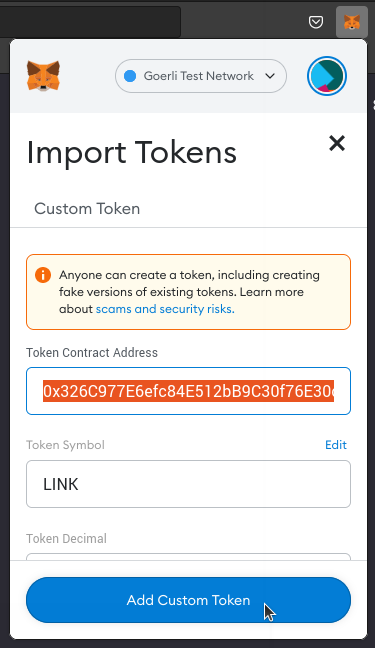 Goerli Test Network
Import Tokens
Custom Token
Anyone can create a token, including creating
fake versions of existing tokens. Learn more
about scams and security risks.
Token Contract Address
0x326C977E6efc84E512bB9C30f76E30
Token Symbol
Edit
LINK
Token Decimal
Add Custom Token